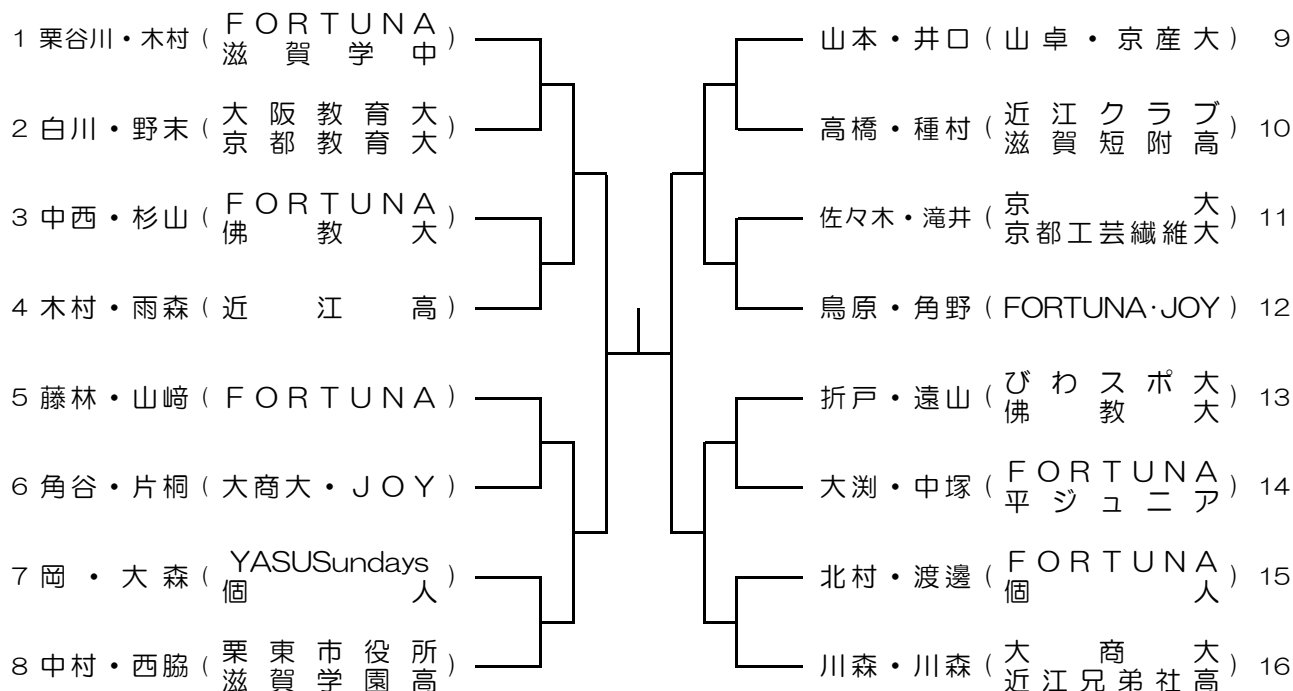 1 栗谷川・木村 ( FORTUNA
滋賀学中 )
2 白川・野末 ( 大阪教育大
京都教育大 )
3 中西・杉山 ( FORTUNA
佛教大 )
4 木村・雨森 ( 近江高 )
5 藤林・山﨑 ( FORTUNA )
6 角谷・片桐 ( 大商大・JOY )
7 岡・大森 ( YASUSundays
個人 )
8 中村・西脇 ( 栗東市役所
滋賀学園高 )
山本・井口 ( 山卓・京産大 ) 9
高橋・種村 ( 近江クラブ
滋賀短附高 ) 10
佐々木・滝井 ( 京大
京都工芸繊維大 ) 11
鳥原・角野 ( FORTUNA·JOY ) 12
折戸・遠山 ( びわスポ大
佛教大 ) 13
大渕・中塚 ( FORTUNA
平ジュニア ) 14
北村・渡邊 ( FORTUNA
個人 ) 15
川森・川森 ( 大商大
近江兄弟社高 ) 16